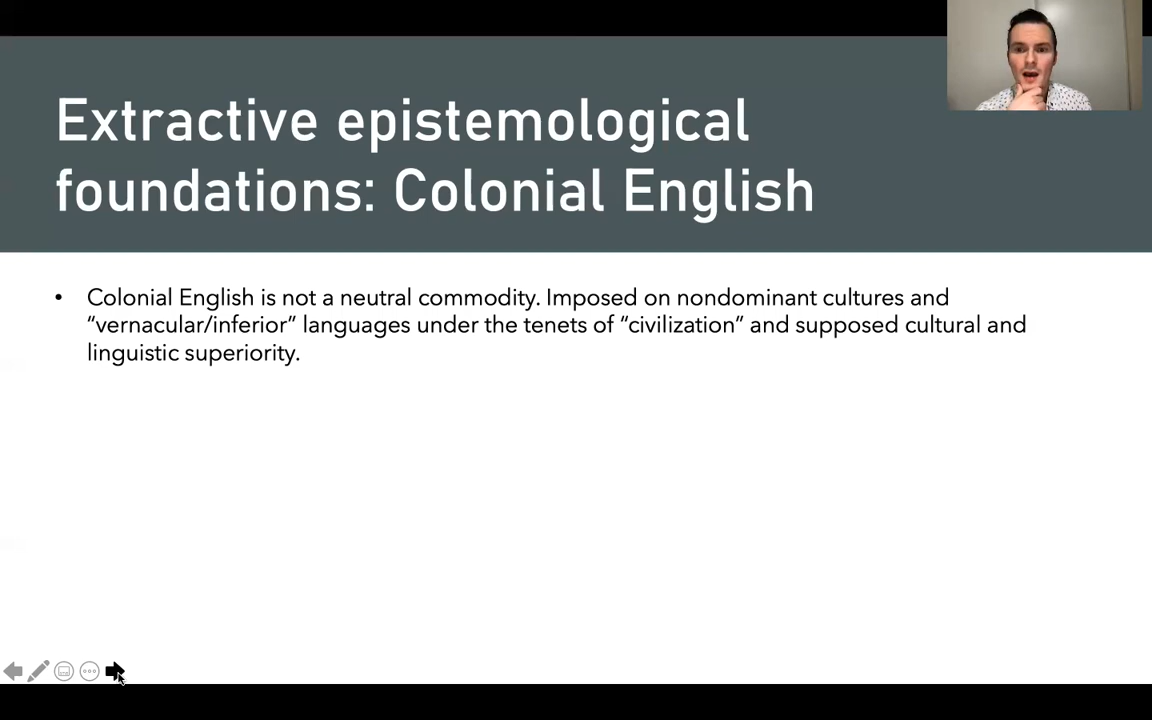 Extractive epistemological
foundations: Colonial English
• Colonial English is not a neutral commodity. Imposed on nondominant cultures and
“vernacular/inferior” languages under the tenets of “civilization” and supposed cultural and
linguistic superiority.